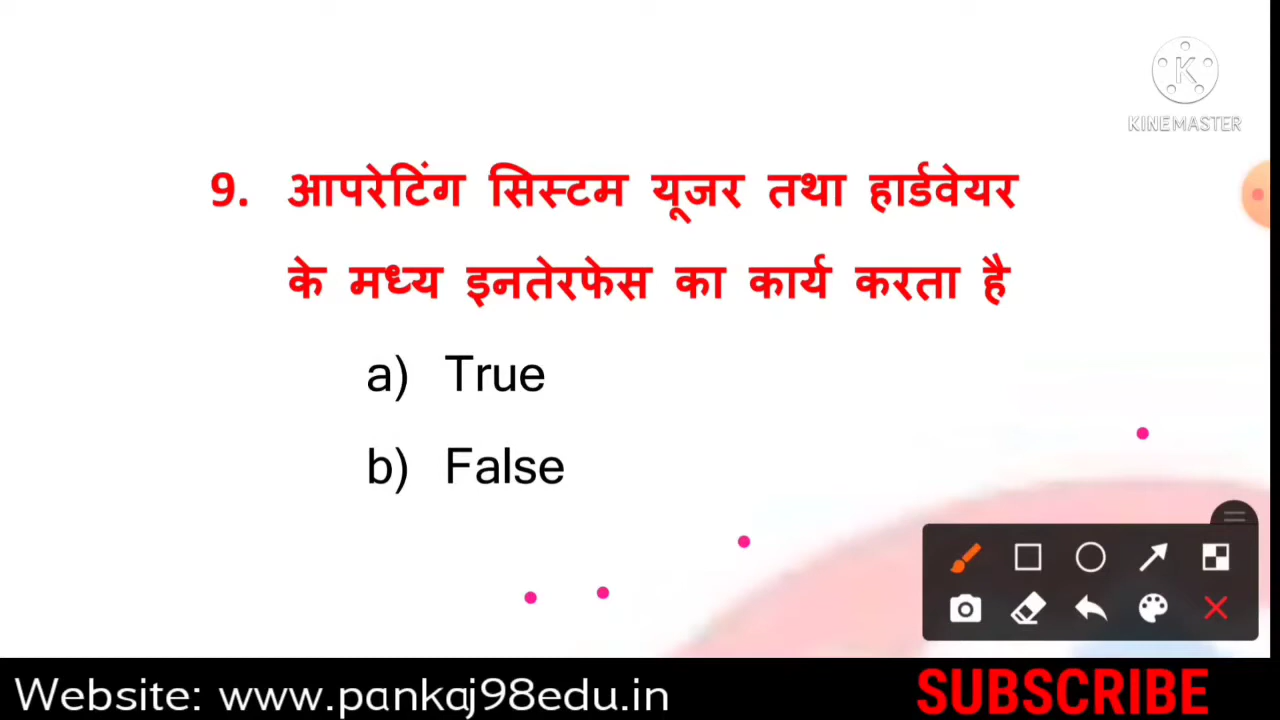 KINEMASTER
9. आपरेटिंग सिस्टम यूजर तथा हार्डवेयर
के मध्य इनतेरफेस का कार्य करता है
a) True
b) False
Website: www.pankaj98edu.in
SUBSCRIBE